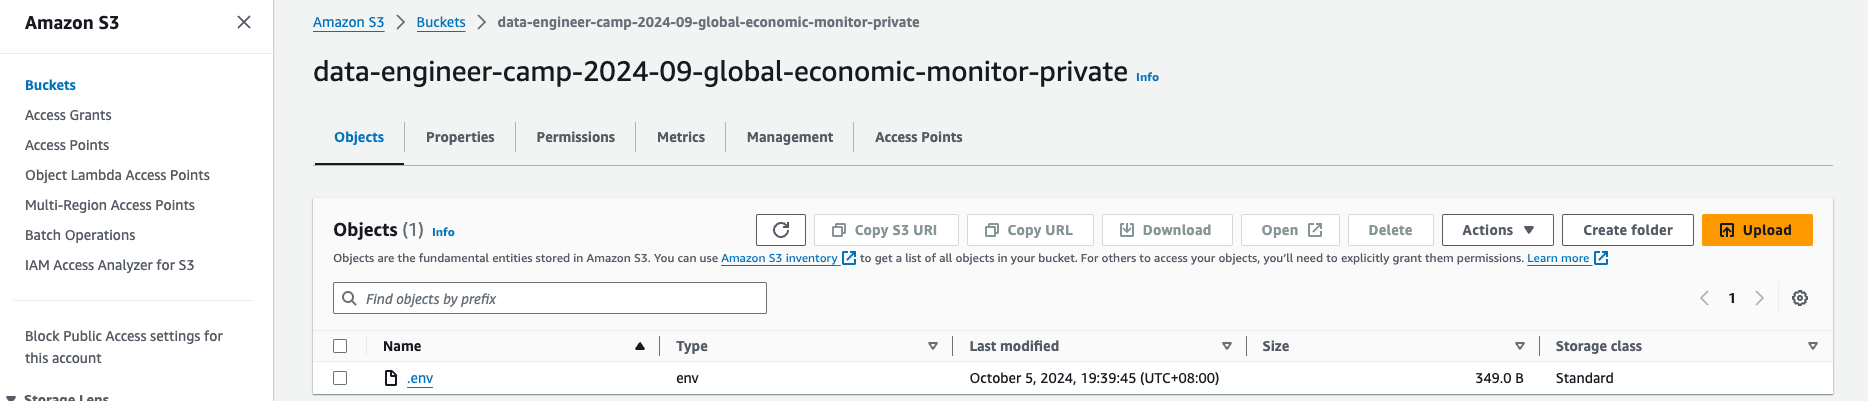 Amazon S3
Buckets
Access Grants
Access Points
Object Lambda Access Points
Multi-Region Access Points
Batch Operations
IAM Access Analyzer for S3
Block Public Access settings for
this account
Storage Lens
Amazon S3 > Buckets > data-engineer-camp-2024-09-global-economic-monitor-private
data-engineer-camp-2024-09-global-economic-monitor-private Info
Objects Properties Permissions Metrics Management Access Points
Objects (1) Info Copy S3 URI Copy URL Download Open Delete Actions Create folder Upload
Objects are the fundamental entities stored in Amazon S3. You can use Amazon S3 inventory to get a list of all objects in your bucket. For others to access your objects, you'll need to explicitly grant them permissions. Learn more
Find objects by prefix 1
Name Type Last modified Size Storage class
.env env October 5, 2024, 19:39:45 (UTC+08:00) 349.0 B Standard